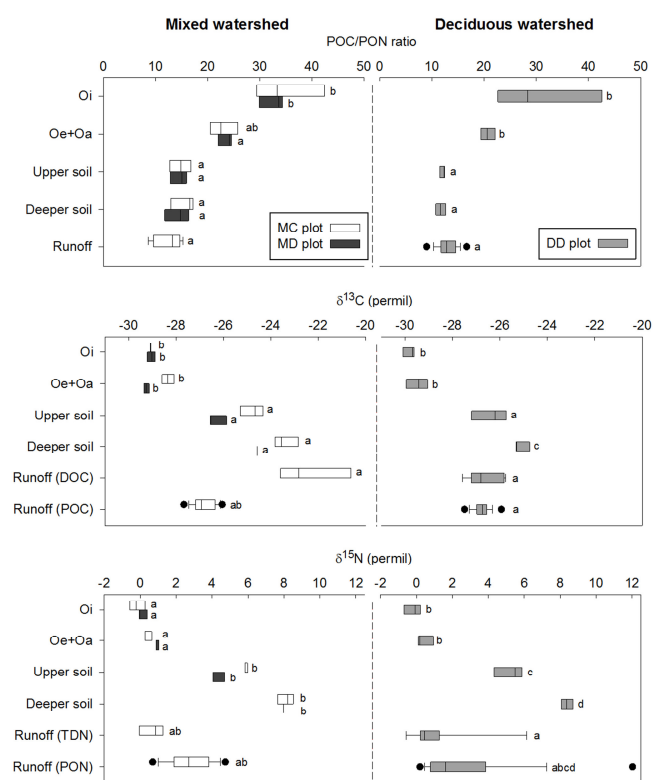 Mixed watershed Deciduous watershed
POC/PON ratio
0 10 20 30 40 50 0 10 20 30 40 50
Oi b b b
Oe+Oa ab a b
Upper soil a a a
Deeper soil a a a
Runoff a a
MC plot
MD plot
DD plot
δ13C (permil)
-30 -28 -26 -24 -22 -20 -30 -28 -26 -24 -22 -20
Oi b b b
Oe+Oa b b b
Upper soil a a a
Deeper soil a a c
Runoff (DOC) a a
Runoff (POC) ab a
δ15N (permil)
-2 0 2 4 6 8 10 12 -2 0 2 4 6 8 10 12
Oi a a b
Oe+Oa a a b
Upper soil b b c
Deeper soil b b d
Runoff (TDN) ab a
Runoff (PON) ab abcd